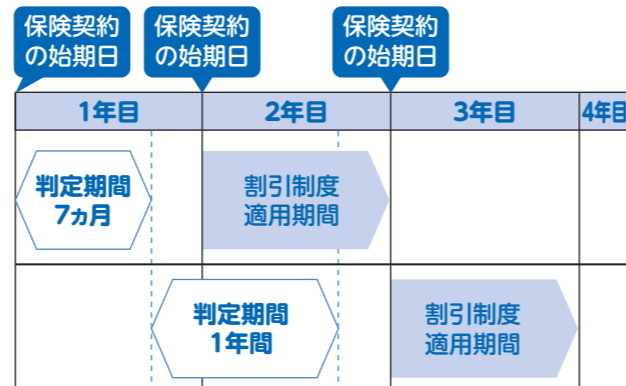 保険契約
の始期日
保険契約
の始期日
保険契約
の始期日
1年目
2年目
3年目
4年目
判定期間
7ヵ月
割引制度
適用期間
判定期間
1年間
割引制度
適用期間